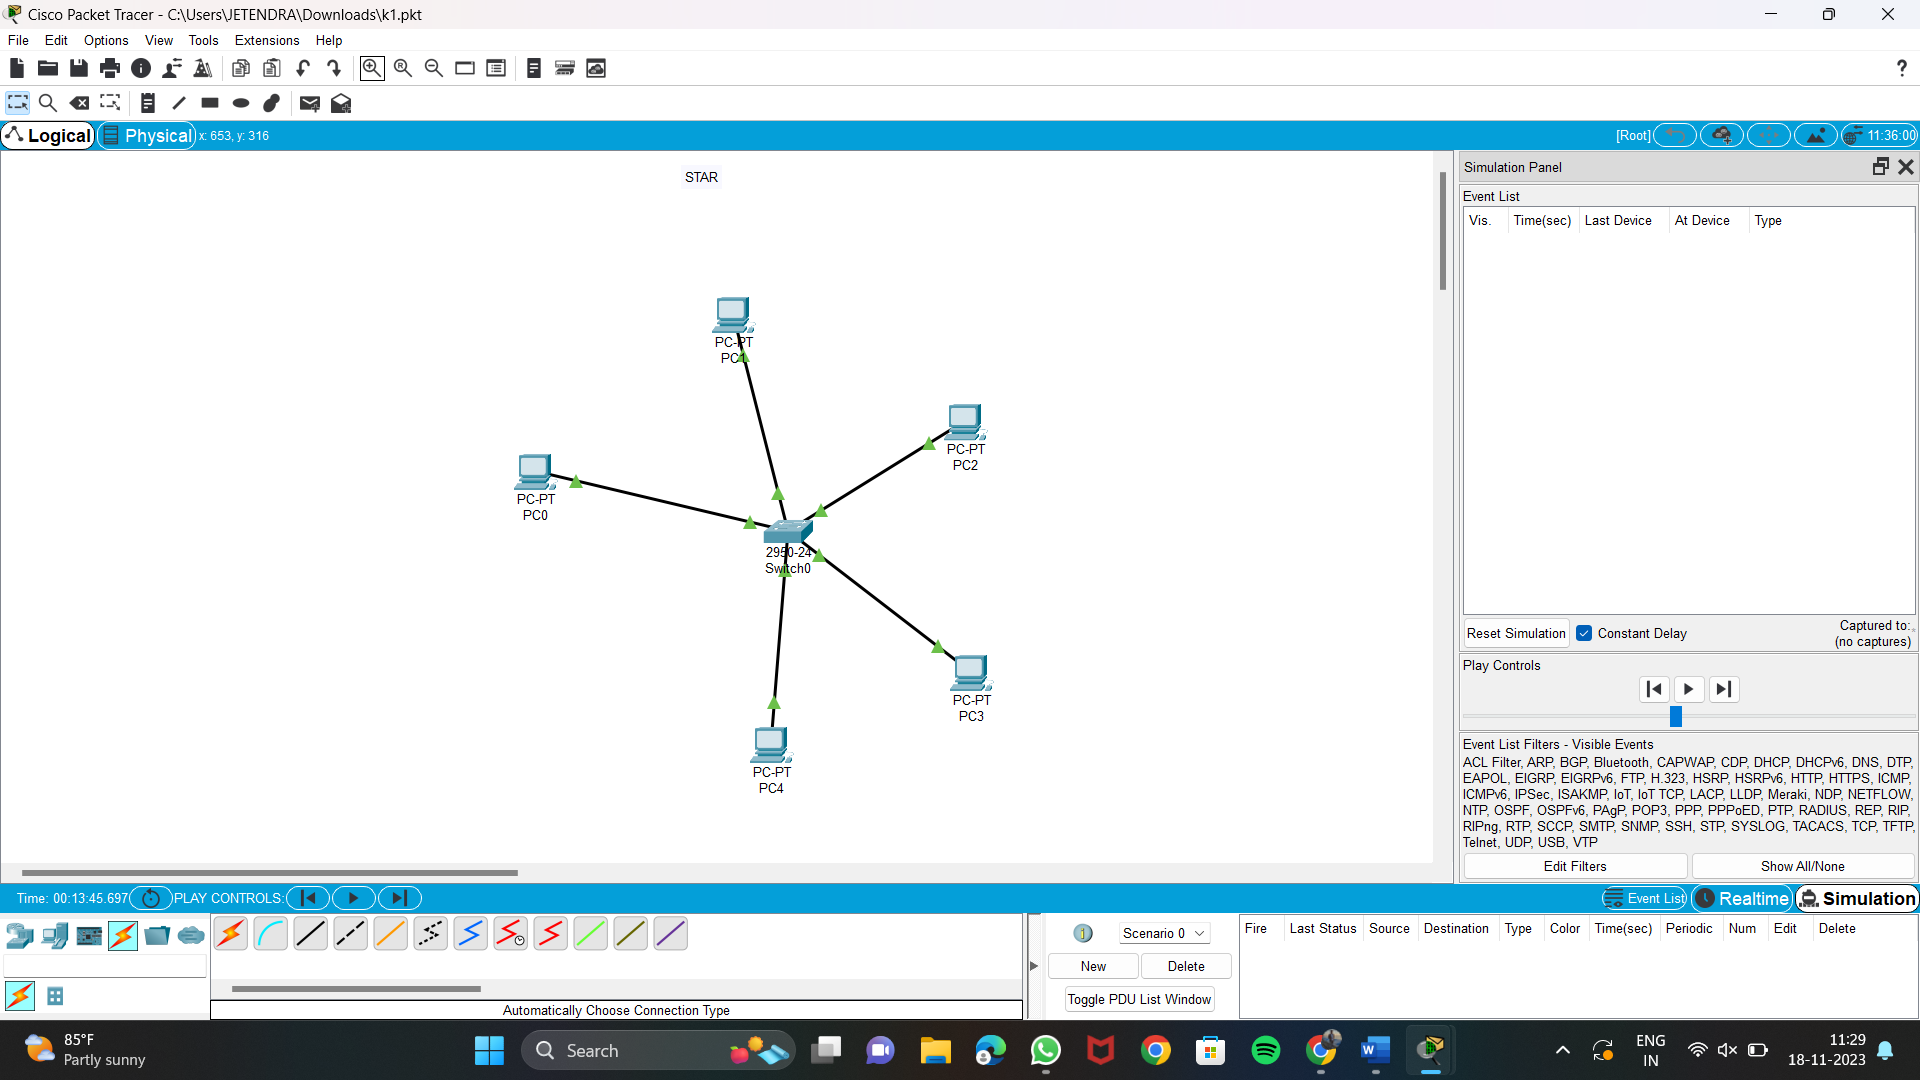 Cisco Packet Tracer - C:\Users\JETENDRA\Downloads\k1.pkt
File Edit Options View Tools Extensions Help
?
Logical Physical x: 653, y: 316 [Root] 11:36:00
STAR
PC-PT
PC1
PC-PT
PC2
PC-PT
PC0
2950-24
Switch0
PC-PT
PC3
PC-PT
PC4
Simulation Panel
Event List
Vis. Time(sec) Last Device At Device Type
Reset Simulation Constant Delay Captured to:
(no captures)
Play Controls
Event List Filters - Visible Events
ACL Filter, ARP, BGP, Bluetooth, CAPWAP, CDP, DHCP, DHCPv6, DNS, DTP,
EAPOL, EIGRP, EIGRPv6, FTP, H.323, HSRP, HSRPv6, HTTP, HTTPS, ICMP,
ICMPv6, IPSec, ISAKMP, IoT, IoT TCP, LACP, LLDP, Meraki, NDP, NETFLOW,
NTP, OSPF, OSPFv6, PAgP, POP3, PPP, PPPoED, PTP, RADIUS, REP, RIP,
RIPng, RTP, SCCP, SMTP, SNMP, SSH, STP, SYSLOG, TACACS, TCP, TFTP,
Telnet, UDP, USB, VTP
Edit Filters Show All/None
Time: 00:13:45.697 PLAY CONTROLS: Event List Realtime Simulation
Automatically Choose Connection Type
1 Scenario 0
New Delete
Toggle PDU List Window
Fire Last Status Source Destination Type Color Time(sec) Periodic Num Edit Delete
85°F
Partly sunny
Search
ENG
IN
11:29
18-11-2023